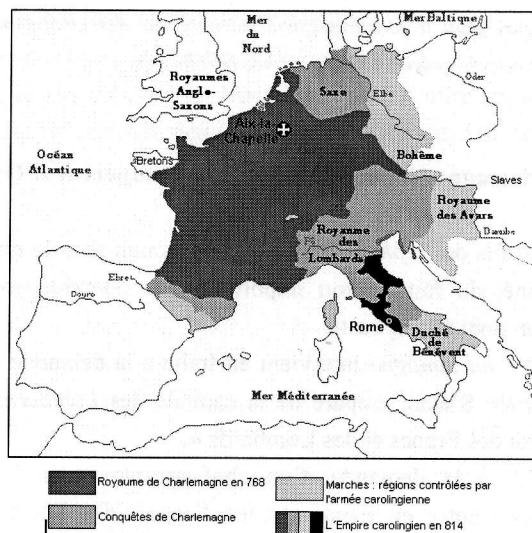 Mer
du
Nord
Mer Baltique
Royaumes
Anglo-
Saxons
Saxe
Elbe
Oder
Aix-la-
Chapelle
Océan
Atlantique
Bretons
Bohême
Slaves
Royaume
des Avars
Danube
Pô
Royaume des
Lombards
Ebre
Douro
Rome
Duché
de
Bénévent
Mer Méditerranée
Royaume de Charlemagne en 768
Marches : régions contrôlées par
l'armée carolingienne
Conquêtes de Charlemagne
L'Empire carolingien en 814